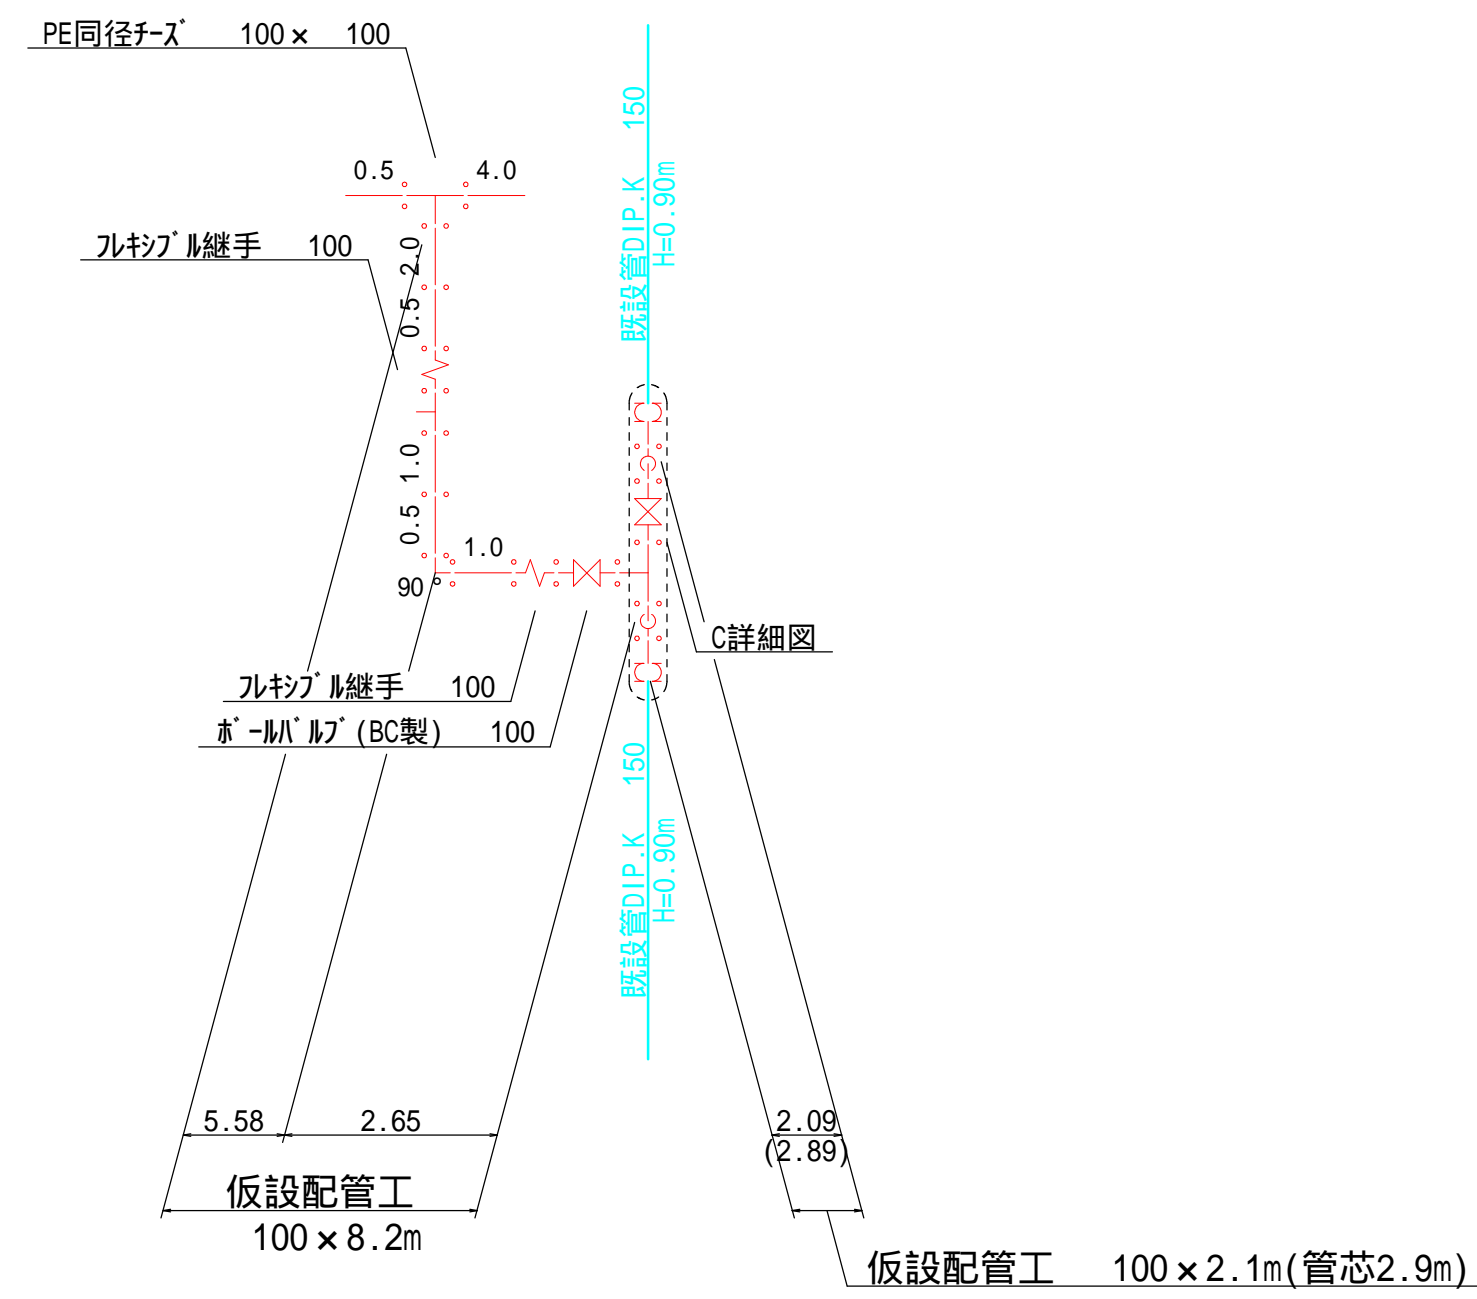 PE同径ﾁｰｽﾞ 100× 100
0.5
4.0
150
既設管DIP.K
H=0.90m
ﾌﾚｷｼﾌﾞﾙ継手 100
2.0
0.5
1.0
0.5
1.0
90°
C詳細図
ﾌﾚｷｼﾌﾞﾙ継手 100
ﾎﾞｰﾙﾊﾞﾙﾌﾞ(BC製) 100
150
既設管DIP.K
H=0.90m
5.58
2.65
2.09
(2.89)
仮設配管工
100×8.2m
仮設配管工 100×2.1m(管芯2.9m)